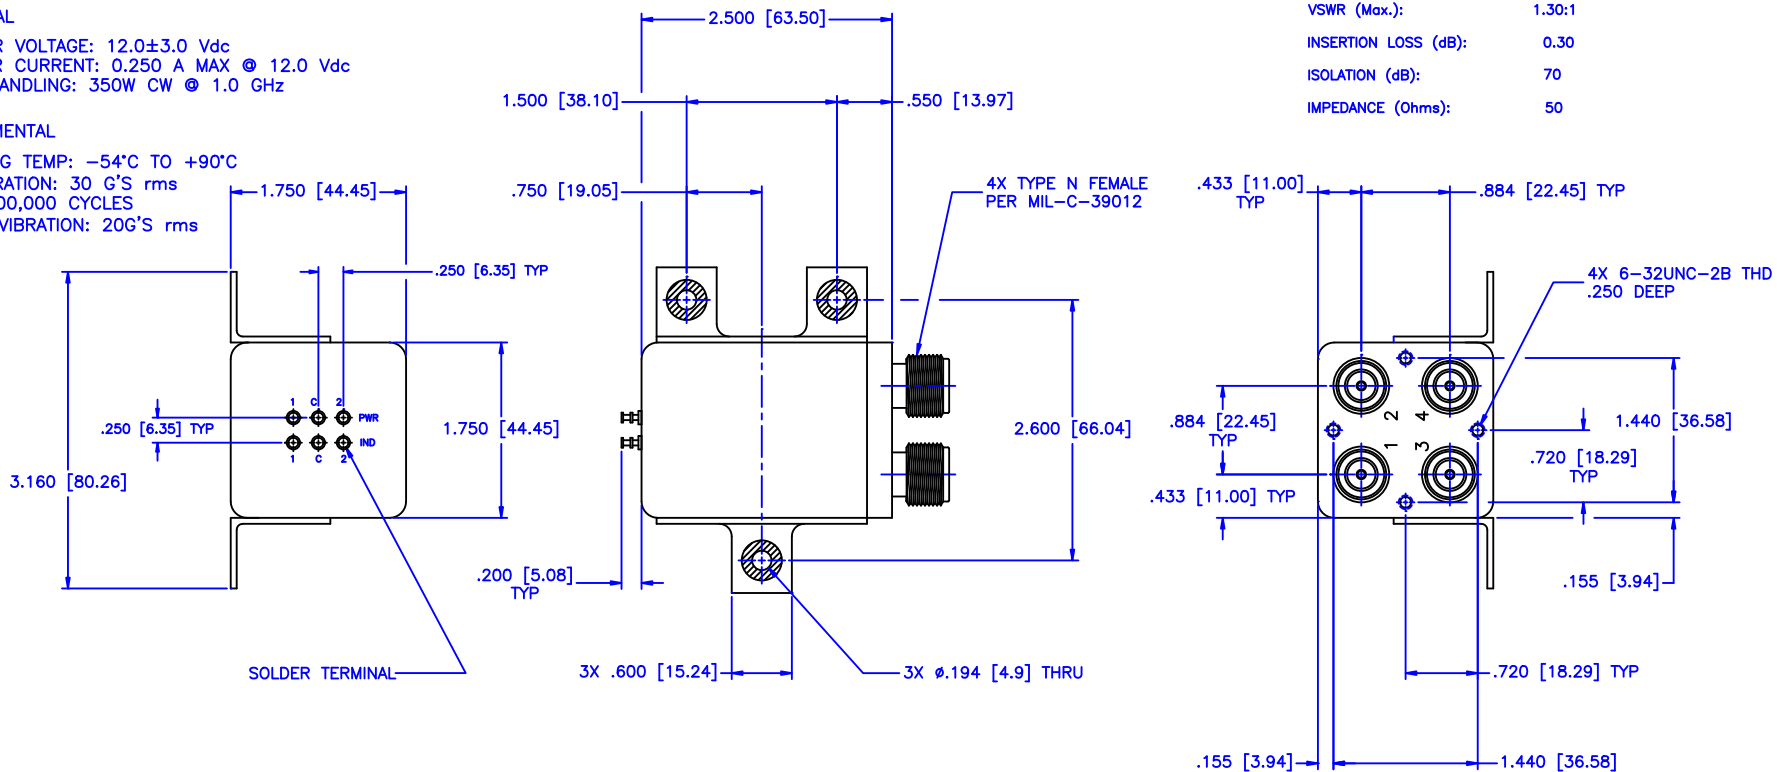 AL
R VOLTAGE: 12.0±3.0 Vdc
R CURRENT: 0.250 A MAX @ 12.0 Vdc
ANDLING: 350W CW @ 1.0 GHz
MENTAL
G TEMP: −54°C TO +90°C
RATION: 30 G'S rms
00,000 CYCLES
VIBRATION: 20G'S rms
2.500 [63.50]
VSWR (Max.): 1.30:1
INSERTION LOSS (dB): 0.30
ISOLATION (dB): 70
IMPEDANCE (Ohms): 50
1.500 [38.10]
.550 [13.97]
1.750 [44.45]
.750 [19.05]
4X TYPE N FEMALE
PER MIL-C-39012
.433 [11.00]
TYP
.884 [22.45] TYP
.250 [6.35] TYP
4X 6-32UNC-2B THD
.250 DEEP
1 C 2
PWR
IND
1 C 2
.250 [6.35] TYP
1.750 [44.45]
3.160 [80.26]
2.600 [66.04]
.884 [22.45]
TYP
2 4
1 3
1.440 [36.58]
.720 [18.29]
TYP
.433 [11.00] TYP
.200 [5.08]
TYP
.155 [3.94]
SOLDER TERMINAL
3X .600 [15.24]
3X ø.194 [4.9] THRU
.720 [18.29] TYP
.155 [3.94]
1.440 [36.58]